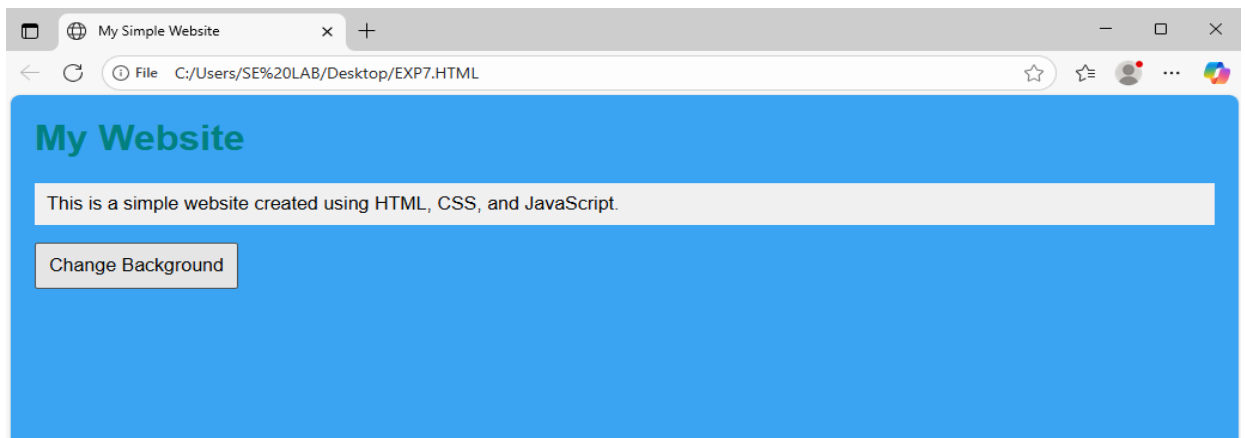 My Simple Website
File C:/Users/SE%20LAB/Desktop/EXP7.HTML
My Website
This is a simple website created using HTML, CSS, and JavaScript.
Change Background